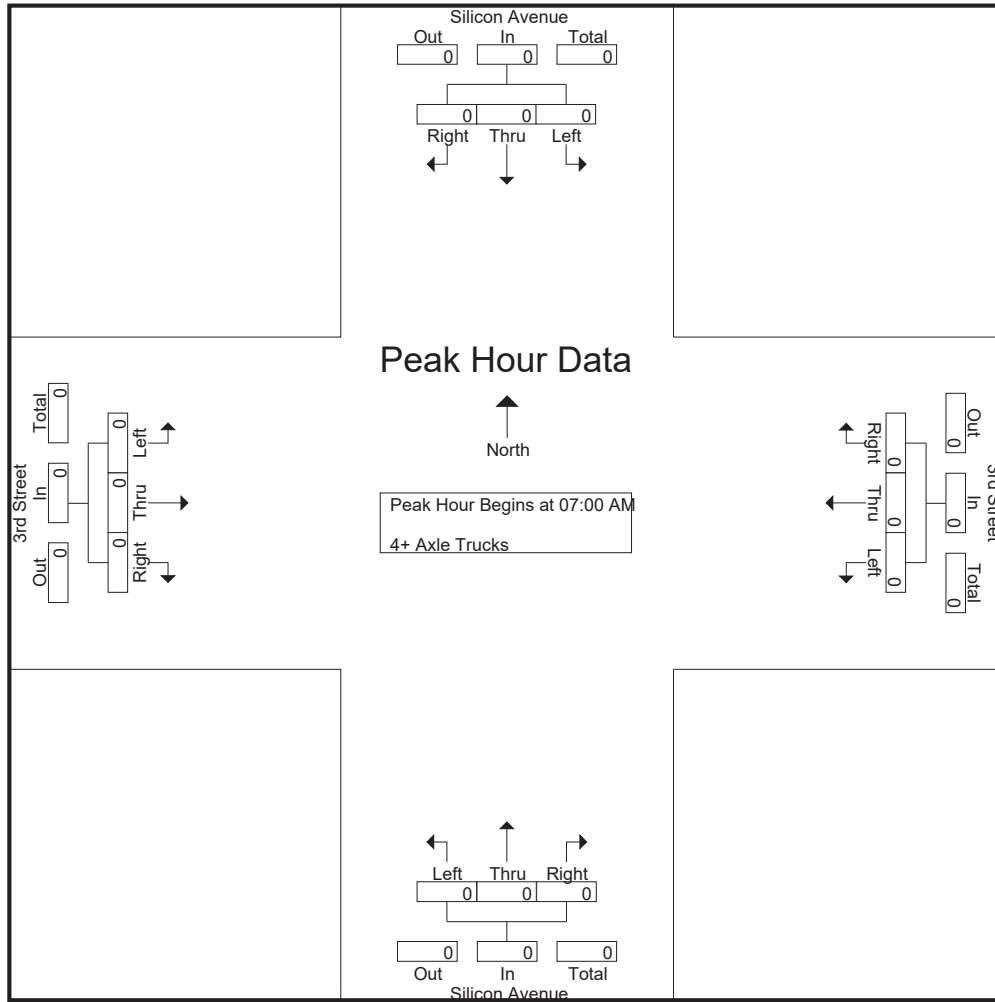 Silicon Avenue
Out In Total
0 0 0
0 0 0
Right Thru Left
Peak Hour Data
North
Peak Hour Begins at 07:00 AM
4+ Axle Trucks
3rd Street
Total In Out
0 0 0
0 0 0
Left Thru Right
3rd Street
Out In Total
0 0 0
0 0 0
Right Thru Left
Left Thru Right
0 0 0
0 0 0
Out In Total
Silicon Avenue